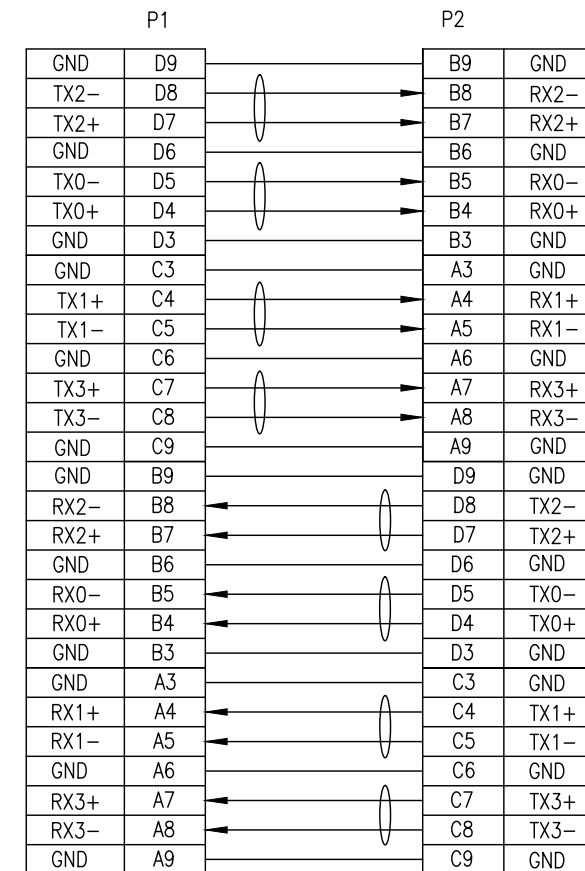 P1 P2
GND D9 B9 GND
TX2- D8 B8 RX2-
TX2+ D7 B7 RX2+
GND D6 B6 GND
TX0- D5 B5 RX0-
TX0+ D4 B4 RX0+
GND D3 B3 GND
GND C3 A3 GND
TX1+ C4 A4 RX1+
TX1- C5 A5 RX1-
GND C6 A6 GND
TX3+ C7 A7 RX3+
TX3- C8 A8 RX3-
GND C9 A9 GND
GND B9 D9 GND
RX2- B8 D8 TX2-
RX2+ B7 D7 TX2+
GND B6 D6 GND
RX0- B5 D5 TX0-
RX0+ B4 D4 TX0+
GND B3 D3 GND
GND A3 C3 GND
RX1+ A4 C4 TX1+
RX1- A5 C5 TX1-
GND A6 C6 GND
RX3+ A7 C7 TX3+
RX3- A8 C8 TX3-
GND A9 C9 GND